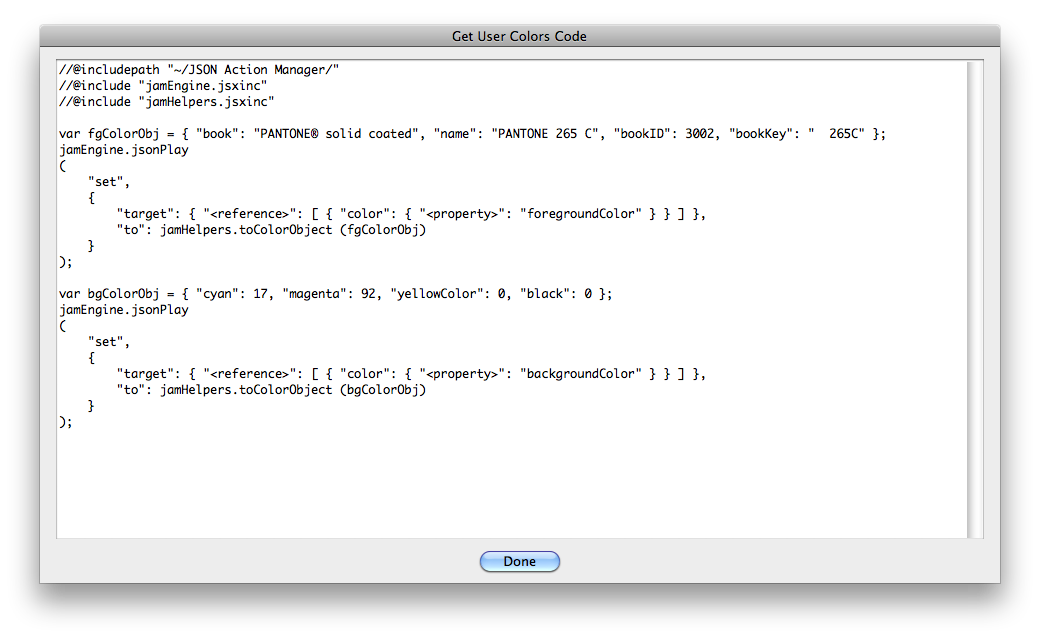 Get User Colors Code
//@includepath "~/JSON Action Manager/"
//@include "jamEngine.jsxinc"
//@include "jamHelpers.jsxinc"

var fgColorObj = { "book": "PANTONE® solid coated", "name": "PANTONE 265 C", "bookID": 3002, "bookKey": "  265C" };
jamEngine.jsonPlay
(
    "set",
    {
        "target": { "<reference>": [ { "color": { "<property>": "foregroundColor" } } ] },
        "to": jamHelpers.toColorObject (fgColorObj)
    }
);

var bgColorObj = { "cyan": 17, "magenta": 92, "yellowColor": 0, "black": 0 };
jamEngine.jsonPlay
(
    "set",
    {
        "target": { "<reference>": [ { "color": { "<property>": "backgroundColor" } } ] },
        "to": jamHelpers.toColorObject (bgColorObj)
    }
);
Done